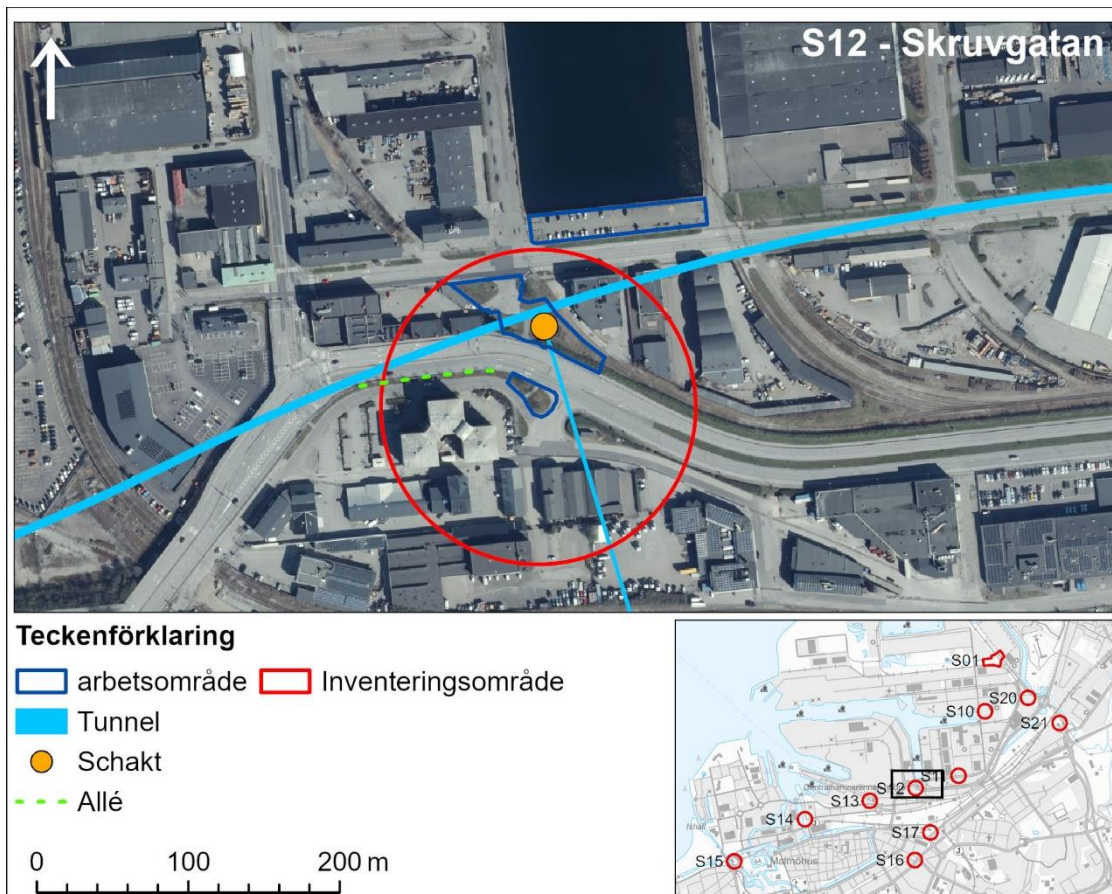 S12 - Skruvgatan
Teckenförklaring
arbetsområde
Inventeringsområde
Tunnel
Schakt
Allé
0 100 200 m
S01
S20
S10
S21
S12
S13
S14
S17
S15
Malmöhus
S16